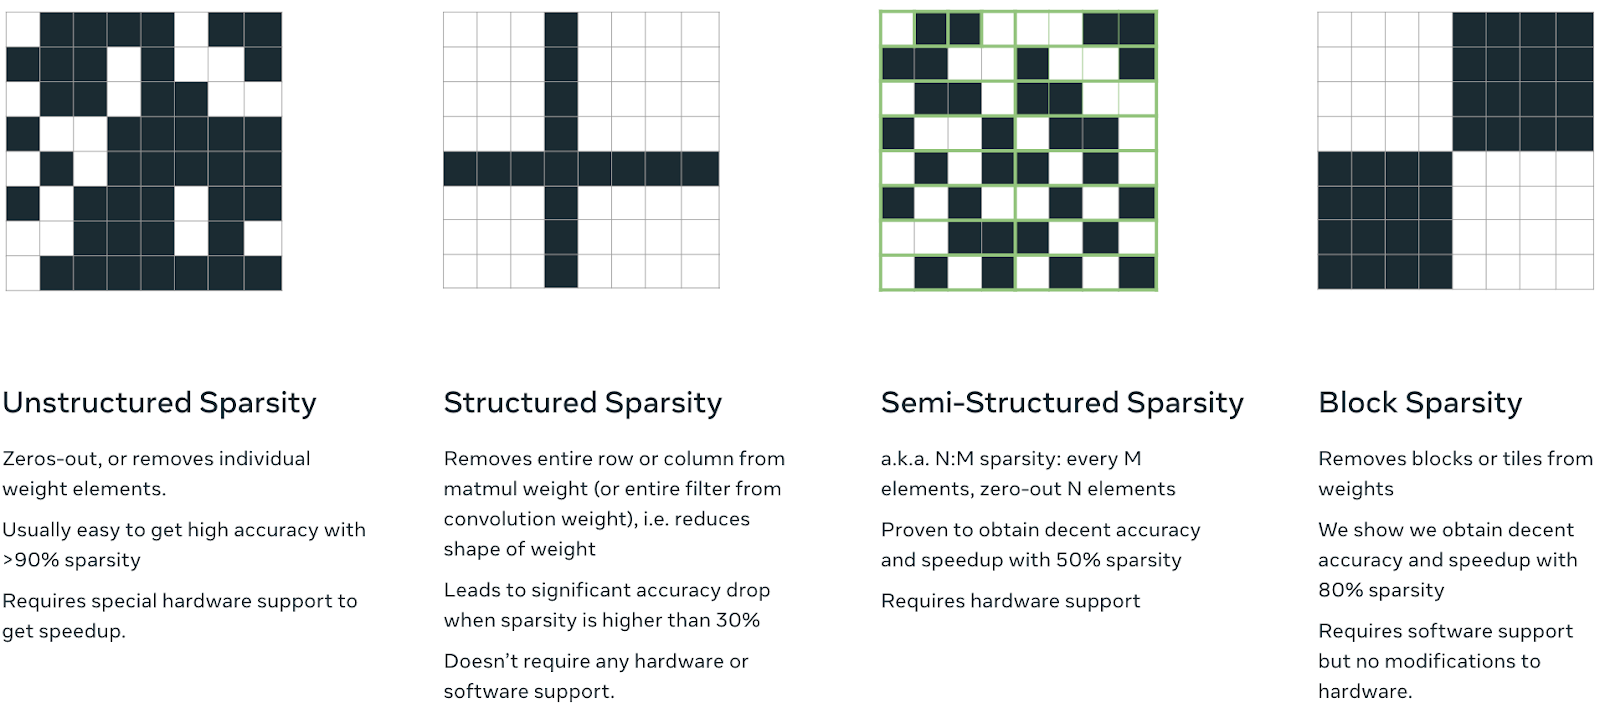 Unstructured Sparsity
Zeros-out, or removes individual
weight elements.
Usually easy to get high accuracy with
>90% sparsity
Requires special hardware support to
get speedup.
Structured Sparsity
Removes entire row or column from
matmul weight (or entire filter from
convolution weight), i.e. reduces
shape of weight
Leads to significant accuracy drop
when sparsity is higher than 30%
Doesn’t require any hardware or
software support.
Semi-Structured Sparsity
a.k.a. N:M sparsity: every M
elements, zero-out N elements
Proven to obtain decent accuracy
and speedup with 50% sparsity
Requires hardware support
Block Sparsity
Removes blocks or tiles from
weights
We show we obtain decent
accuracy and speedup with
80% sparsity
Requires software support
but no modifications to
hardware.